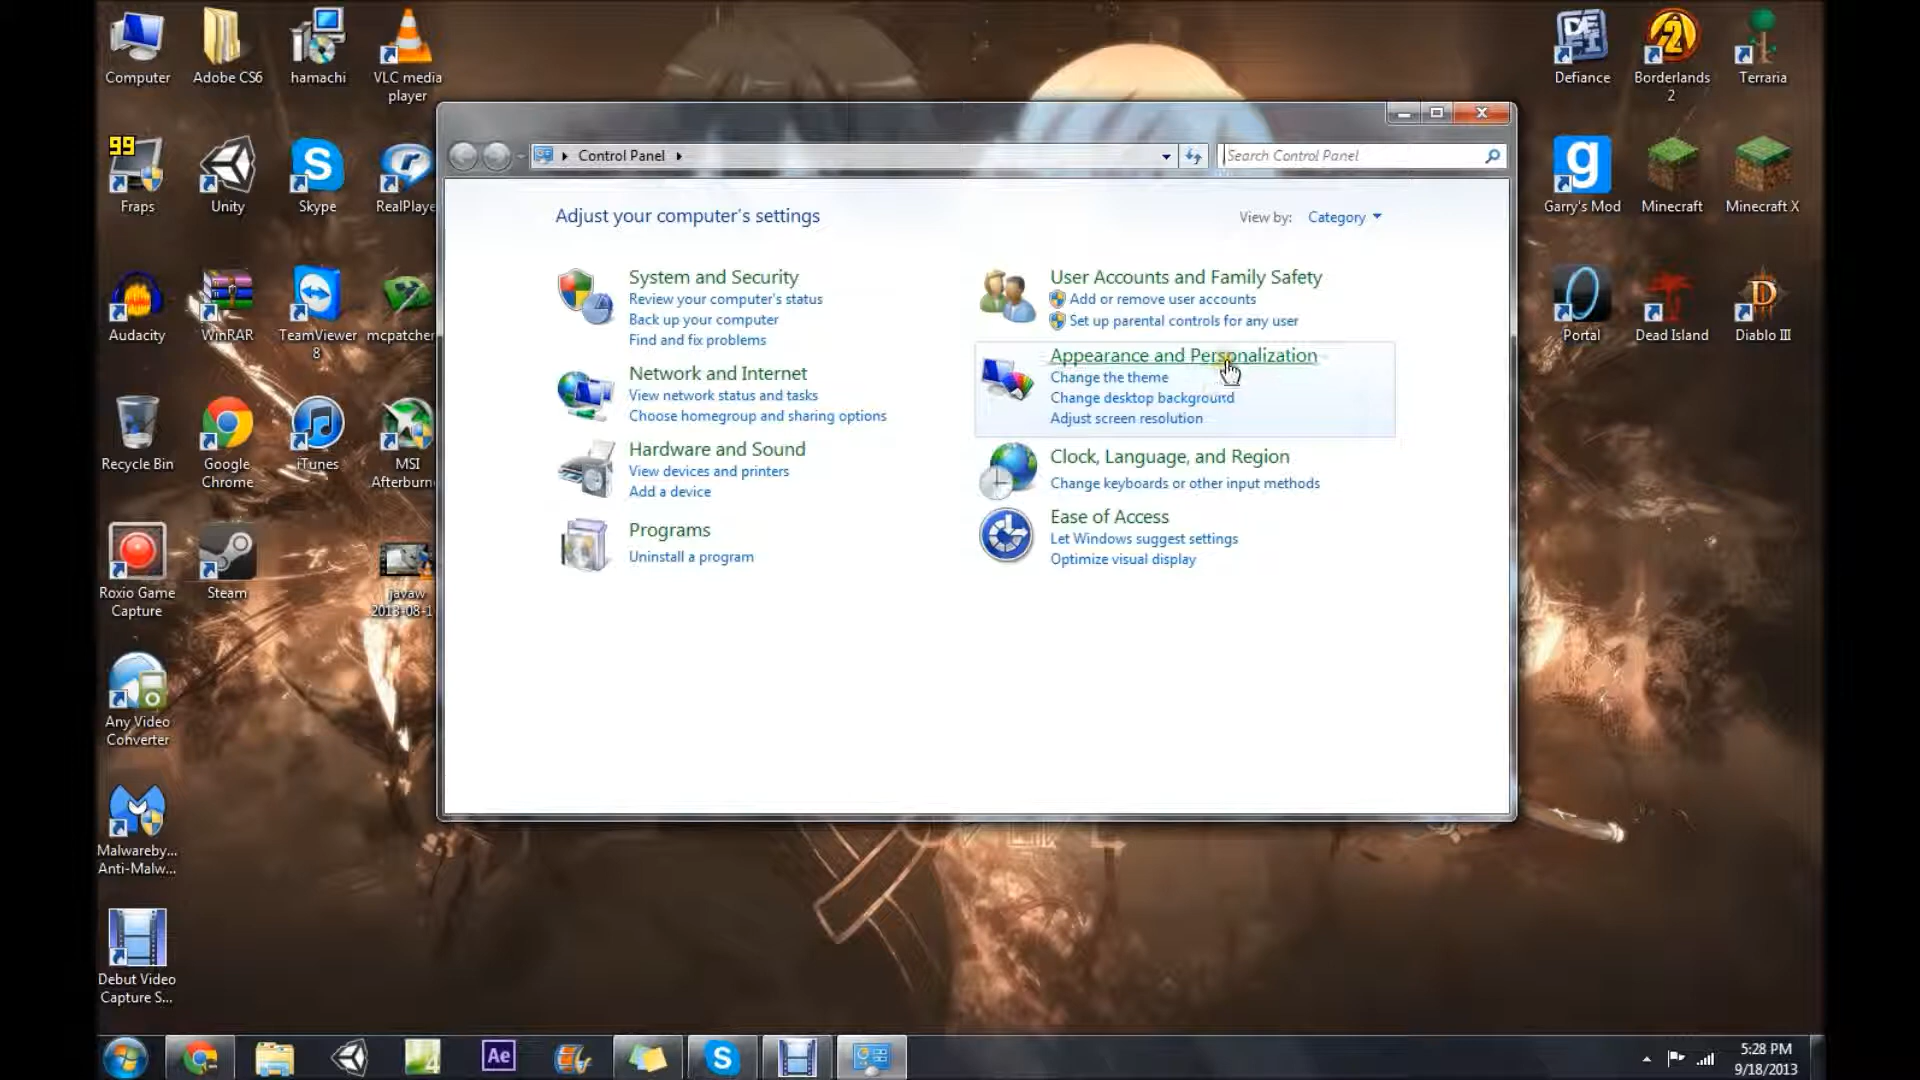 Computer
Adobe CS6
hamachi
VLC media
player
Defiance
Borderlands
2
Terraria
Control Panel
Search Control Panel
99
Fraps
Unity
Skype
RealPlaye
g
Garry's Mod
Minecraft
Minecraft X
Adjust your computer's settings
View by:
Category
System and Security
Review your computer's status
Back up your computer
Find and fix problems
Network and Internet
View network status and tasks
Choose homegroup and sharing options
Hardware and Sound
View devices and printers
Add a device
Programs
Uninstall a program
User Accounts and Family Safety
Add or remove user accounts
Set up parental controls for any user
Appearance and Personalization
Change the theme
Change desktop background
Adjust screen resolution
Clock, Language, and Region
Change keyboards or other input methods
Ease of Access
Let Windows suggest settings
Optimize visual display
Audacity
WinRAR
TeamViewer
8
mcpatcher
Portal
Dead Island
Diablo III
Recycle Bin
Google
Chrome
iTunes
MSI
Afterburn
Roxio Game
Capture
Steam
javaw
2013-08-1
Any Video
Converter
Malwareby...
Anti-Malw...
Debut Video
Capture S...
Ae
5:28 PM
9/18/2013